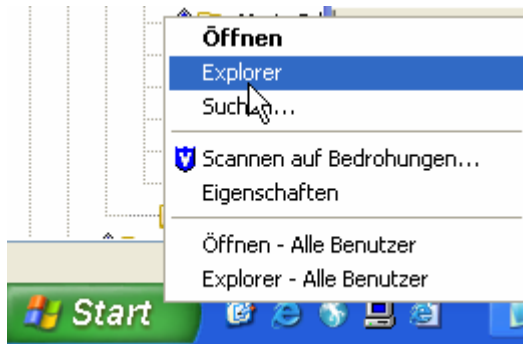 Öffnen
Explorer
Suchen...
Scannen auf Bedrohungen...
Eigenschaften
Öffnen - Alle Benutzer
Explorer - Alle Benutzer
Start